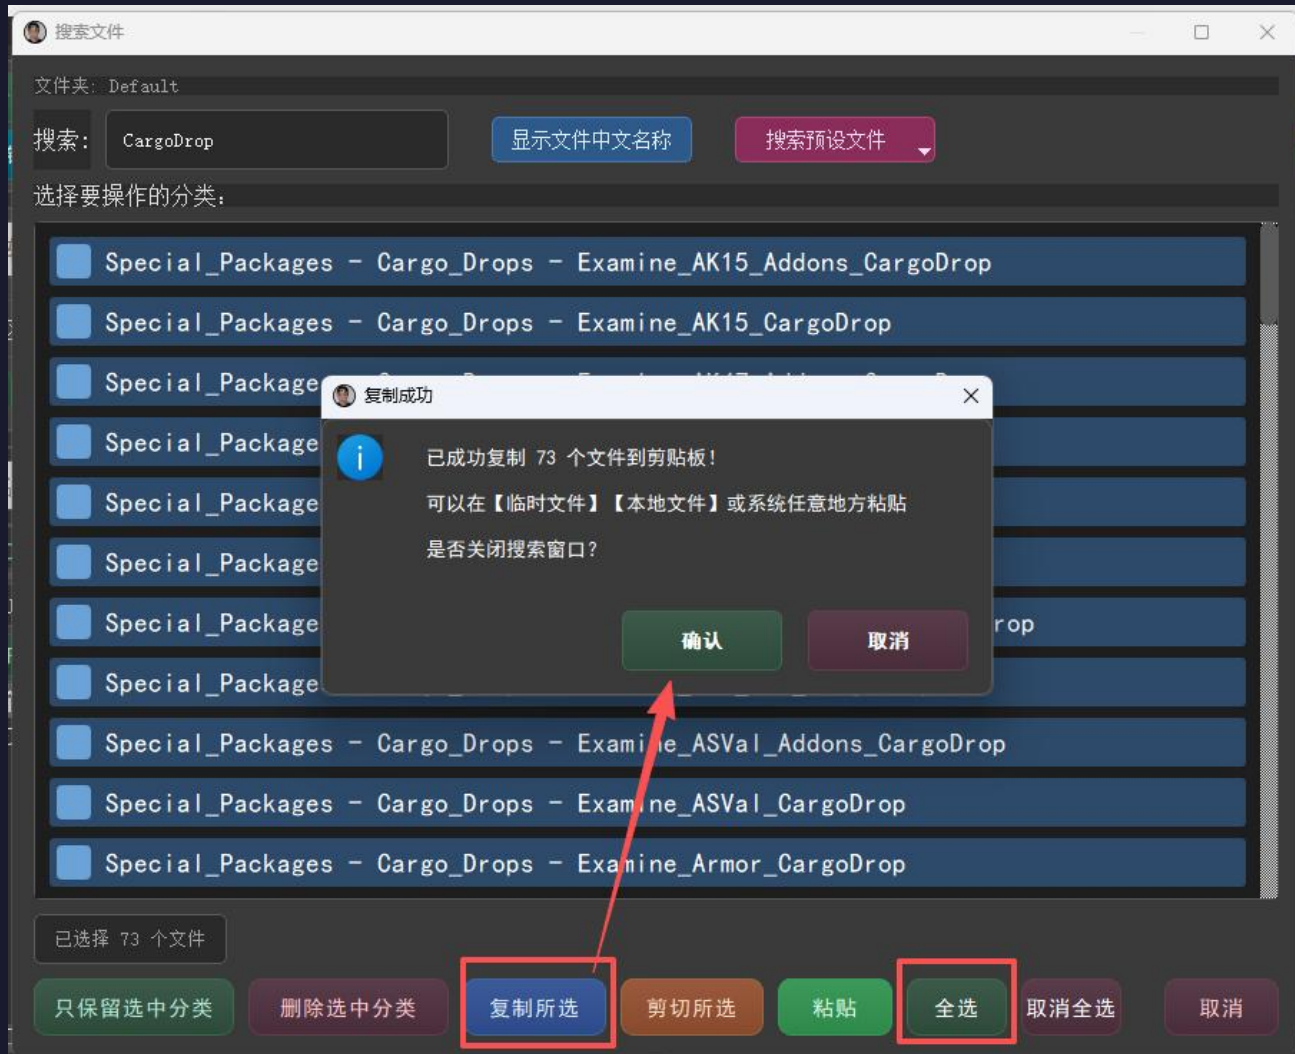 搜索文件
文件夹: Default
搜索: CargoDrop 显示文件中文名称 搜索预设文件
选择要操作的分类:
Special_Packages - Cargo_Drops - Examine_AK15_Addons_CargoDrop
Special_Packages - Cargo_Drops - Examine_AK15_CargoDrop
Special_Package
Special_Package
Special_Package
Special_Package
Special_Package rop
Special_Package
Special_Packages - Cargo_Drops - Examine_ASVal_Addons_CargoDrop
Special_Packages - Cargo_Drops - Examine_ASVal_CargoDrop
Special_Packages - Cargo_Drops - Examine_Armor_CargoDrop
复制成功
已成功复制 73 个文件到剪贴板!
可以在【临时文件】【本地文件】或系统任意地方粘贴
是否关闭搜索窗口?
确认 取消
已选择 73 个文件
只保留选中分类 删除选中分类 复制所选 剪切所选 粘贴 全选 取消全选 取消